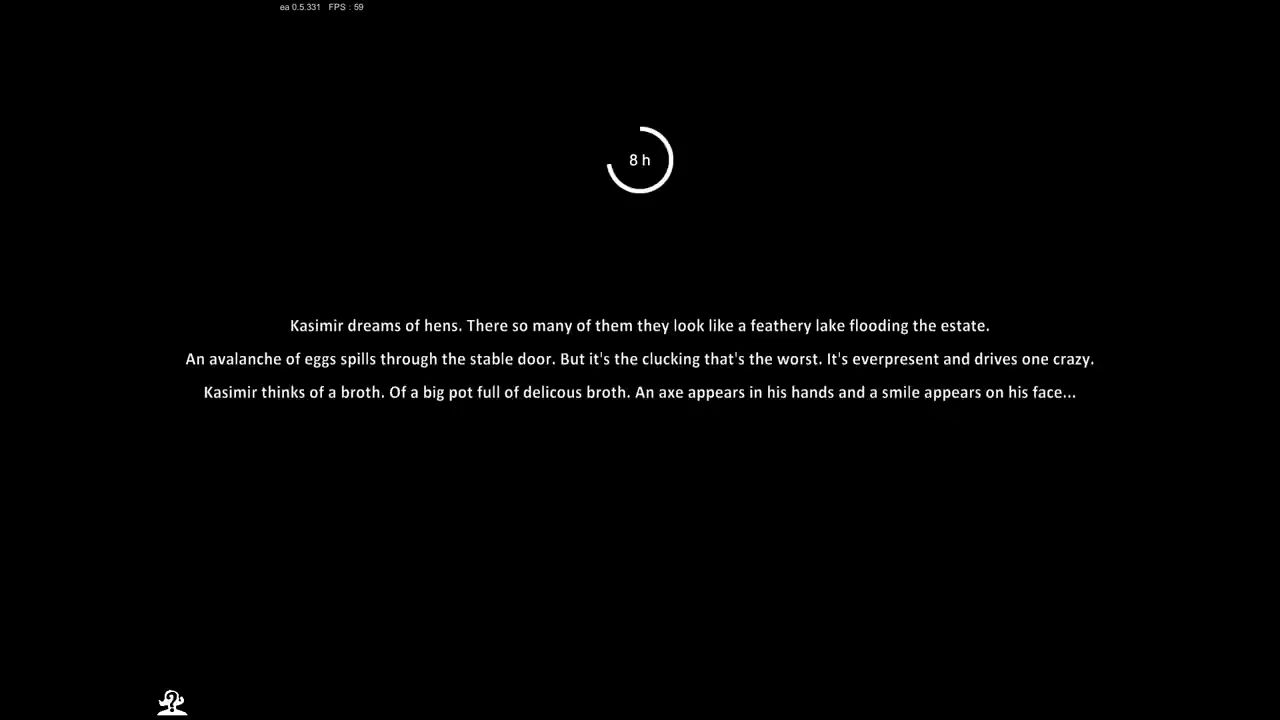 ea 0.5.331 FPS : 59
8 h
Kasimir dreams of hens. There so many of them they look like a feathery lake flooding the estate.
An avalanche of eggs spills through the stable door. But it's the clucking that's the worst. It's everpresent and drives one crazy.
Kasimir thinks of a broth. Of a big pot full of delicous broth. An axe appears in his hands and a smile appears on his face...
?